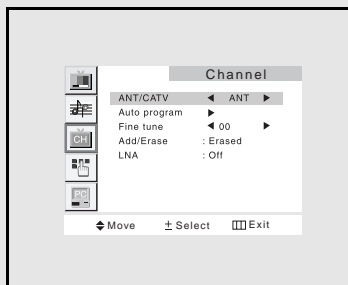 Channel
ANT/CATV ◀ ANT ▶
Auto program ▶
Fine tune ◀ 00 ▶
Add/Erase : Erased
LNA : Off
CH
PC
Move ± Select Exit